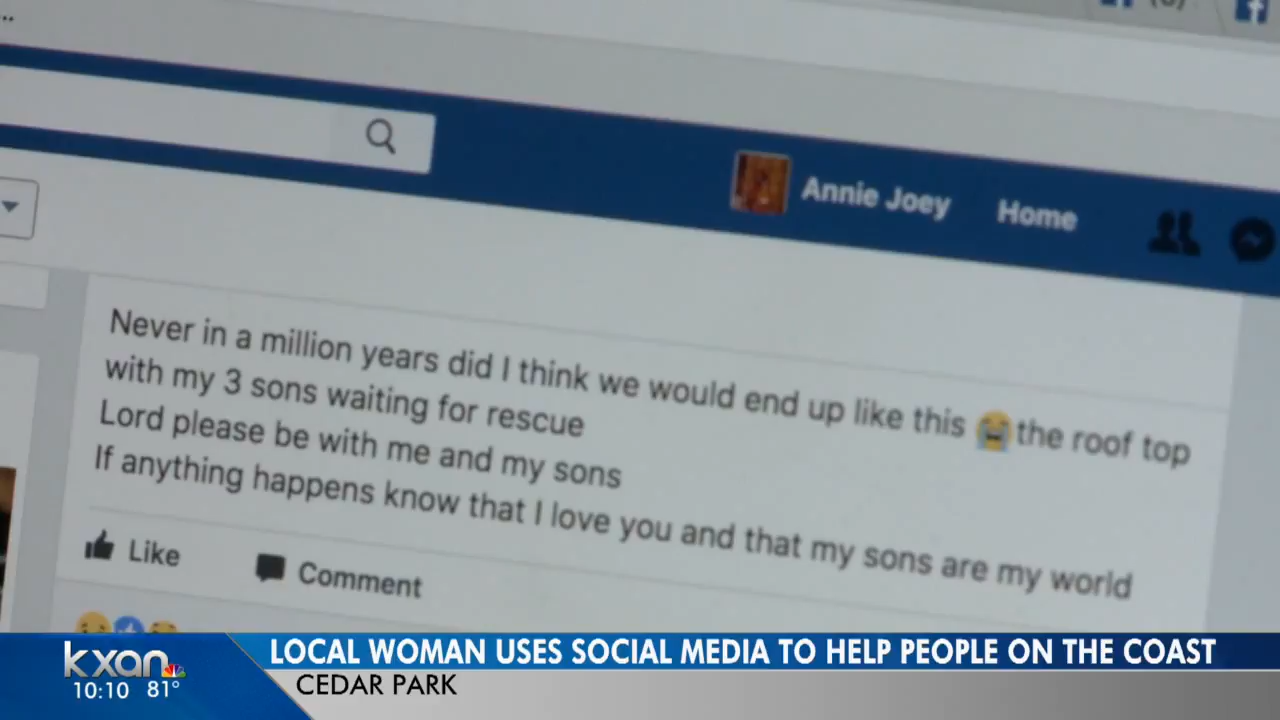 ...
(6)
Annie Joey Home
Never in a million years did I think we would end up like this 😭the roof top
with my 3 sons waiting for rescue
Lord please be with me and my sons
If anything happens know that I love you and that my sons are my world
Like Comment
kxan
LOCAL WOMAN USES SOCIAL MEDIA TO HELP PEOPLE ON THE COAST
10:10 81°
CEDAR PARK